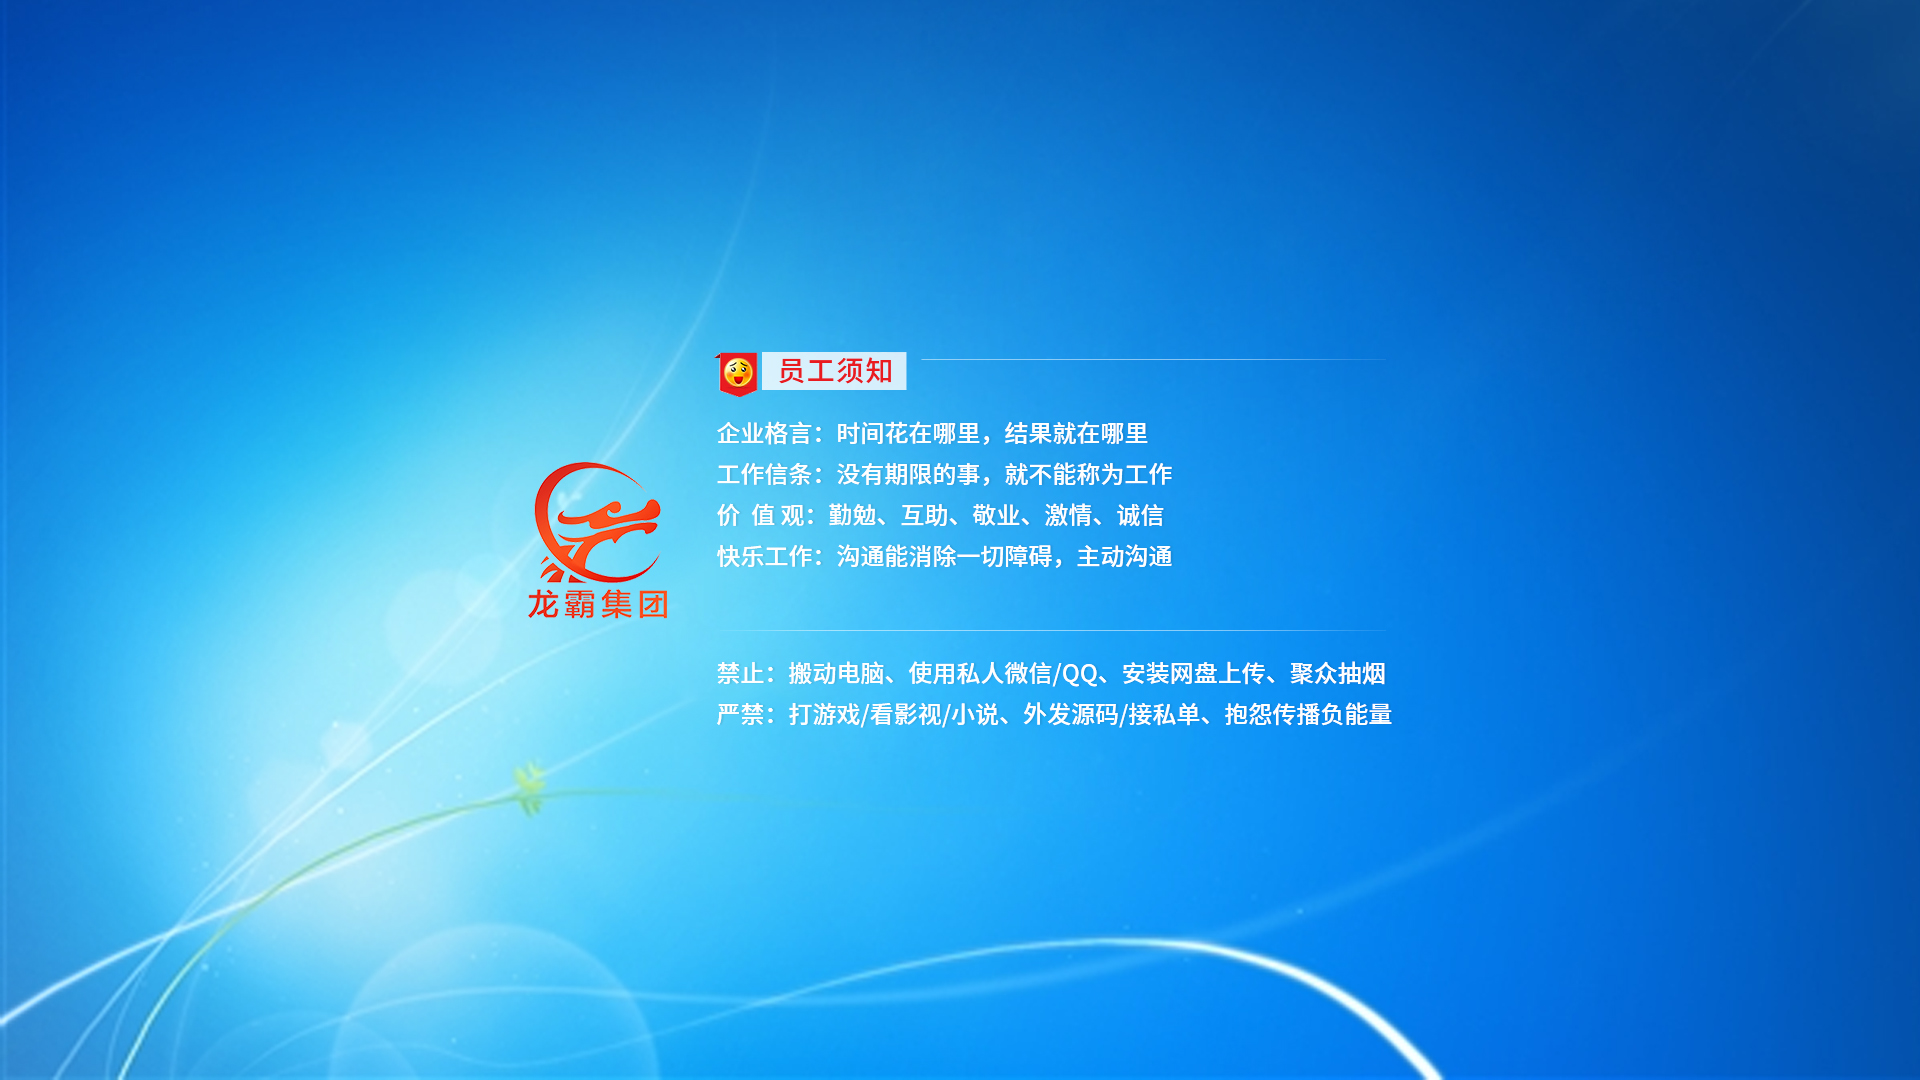 员工须知
企业格言：时间花在哪里，结果就在哪里
工作信条：没有期限的事，就不能称为工作
价 值 观：勤勉、互助、敬业、激情、诚信
快乐工作：沟通能消除一切障碍，主动沟通
龙霸集团
禁止：搬动电脑、使用私人微信/QQ、安装网盘上传、聚众抽烟
严禁：打游戏/看影视/小说、外发源码/接私单、抱怨传播负能量